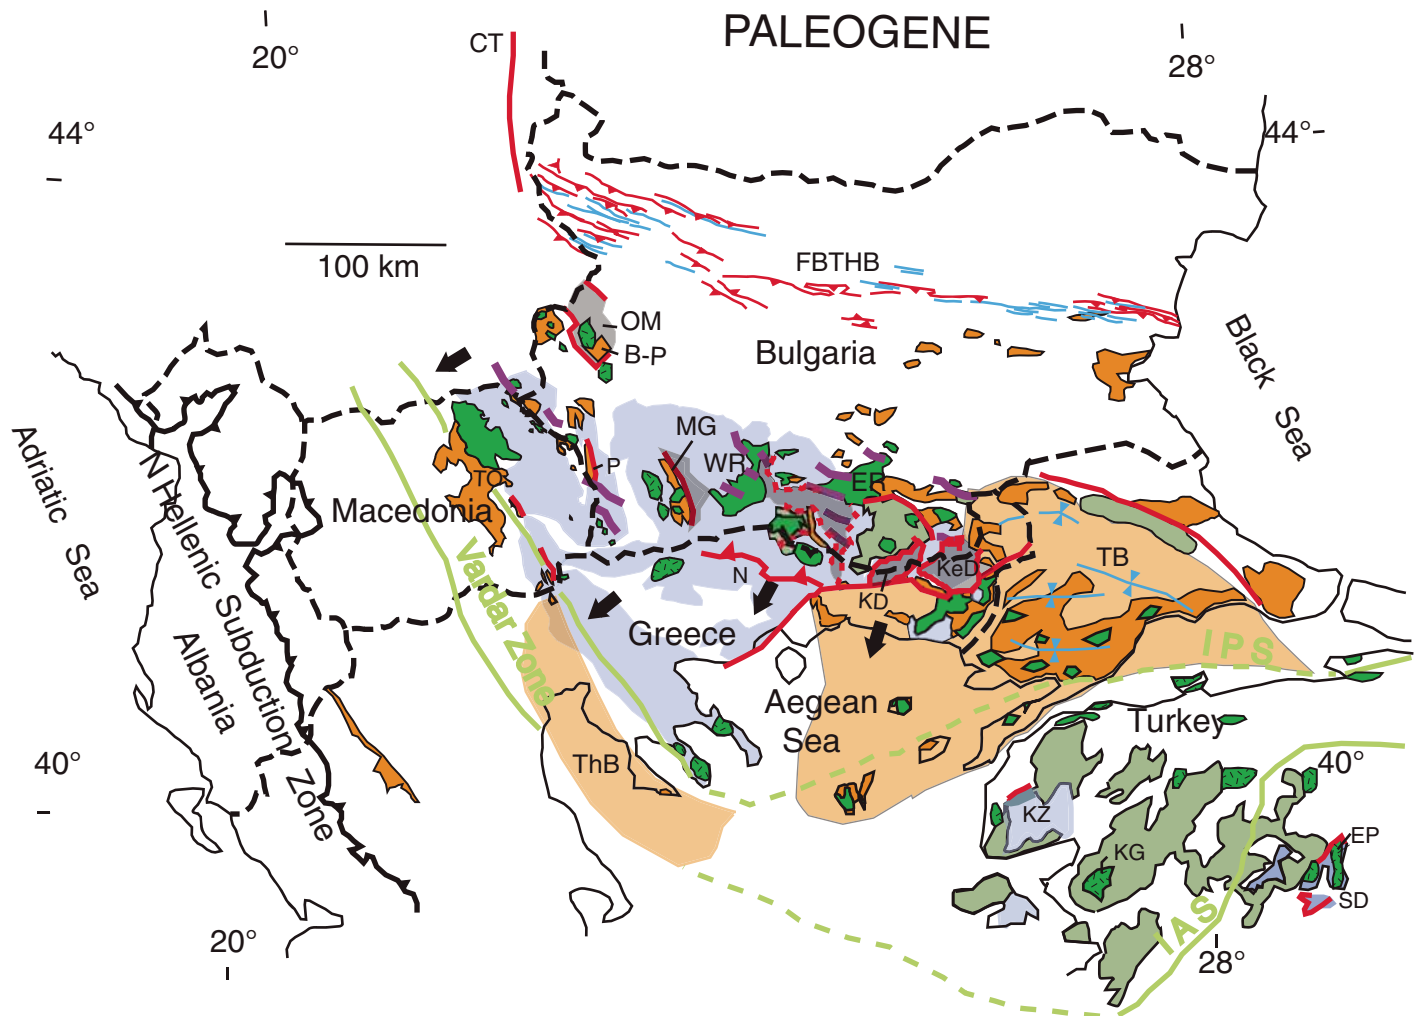 PALEOGENE
20°
CT
28°
44°
44°
FBTHB
100 km
OM
B-P
Bulgaria
Black Sea
Adriatic Sea
N Hellenic Subduction Zone
MG
WR
P
TC
ER
Macedonia
TB
N
KeD
KD
Vardar Zone
Greece
Albania
IPS
Aegean
Sea
Turkey
ThB
40°
40°
KZ
EP
KG
SD
IAS
20°
28°